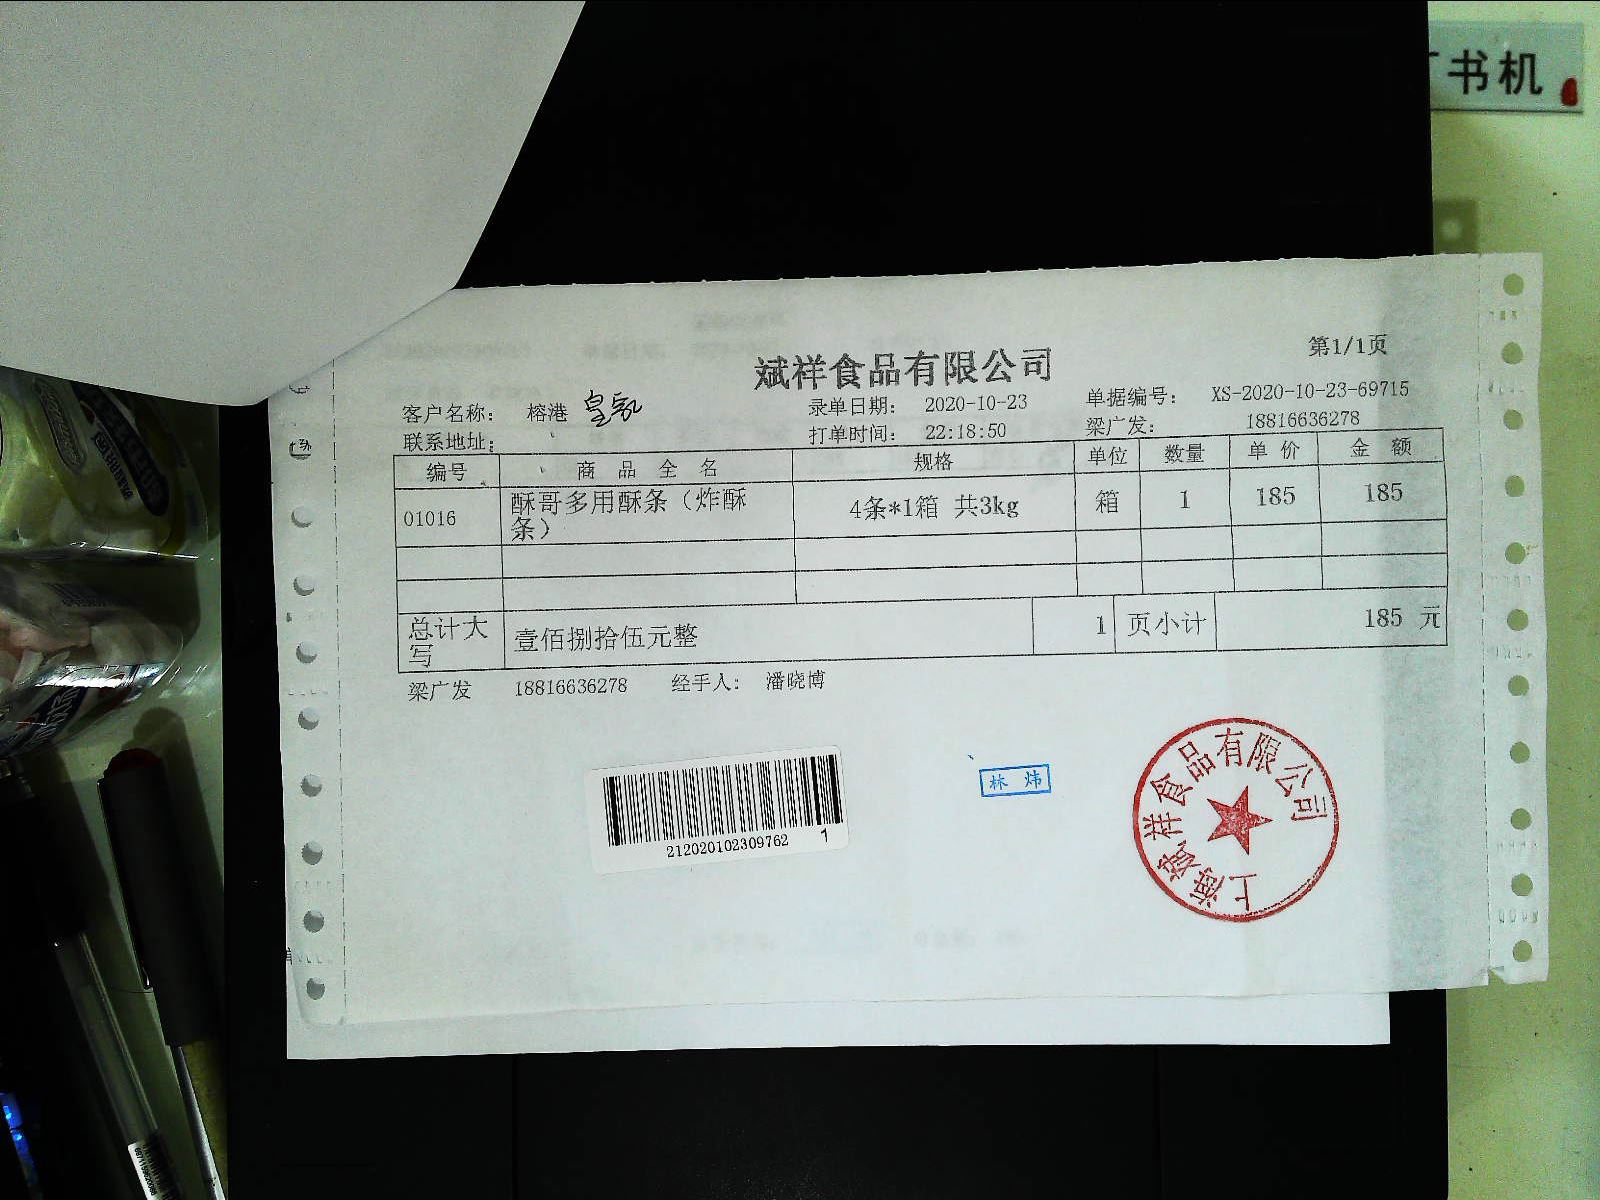 书机
第1/1页
斌祥食品有限公司
客户名称： 榕港 皇氣 录单日期： 2020-10-23 单据编号： XS-2020-10-23-69715
联系地址： 打单时间： 22:18:50 梁广发： 18816636278
编号 商品全名 规格 单位 数量 单价 金额
01016 酥哥多用酥条（炸酥 4条*1箱 共3kg 箱 1 185 185
条）
总计大 壹佰捌拾伍元整 1 页小计 185 元
写
梁广发 18816636278 经手人： 潘晓博
212020102309762 1
林 炜
上海斌祥食品有限公司